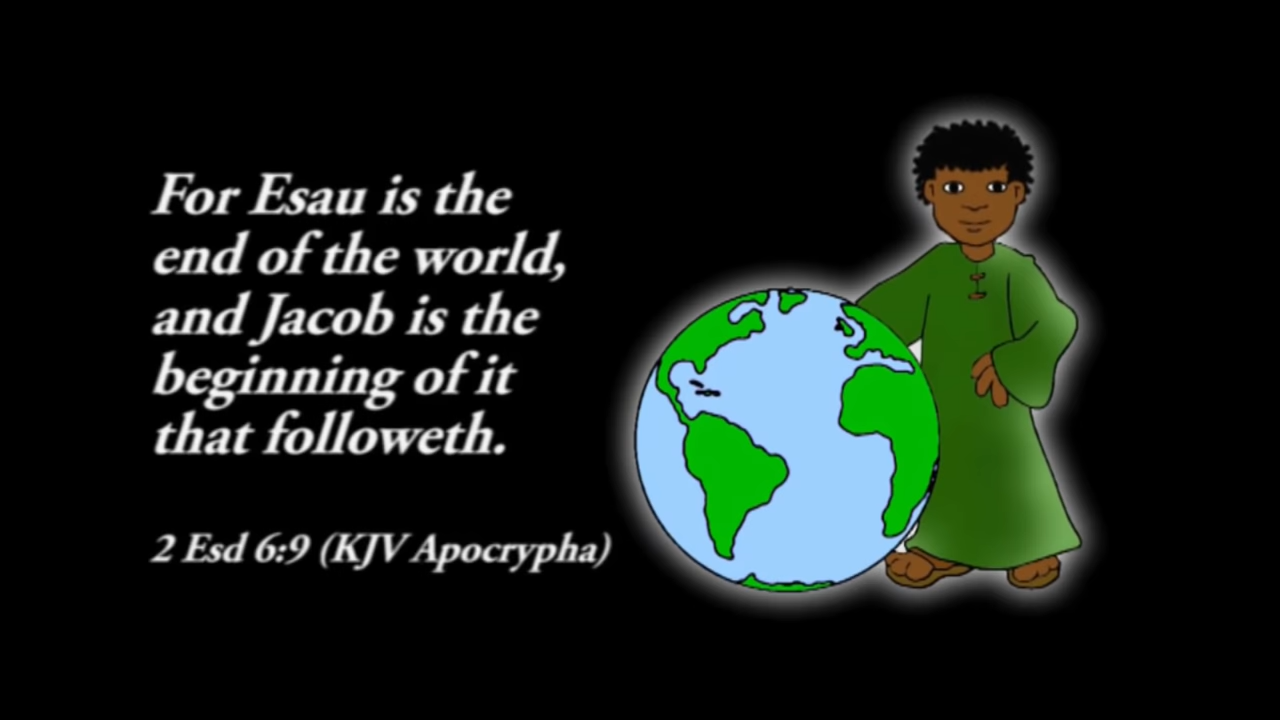 For Esau is the
end of the world,
and Jacob is the
beginning of it
that followeth.
2 Esd 6:9 (KJV Apocrypha)